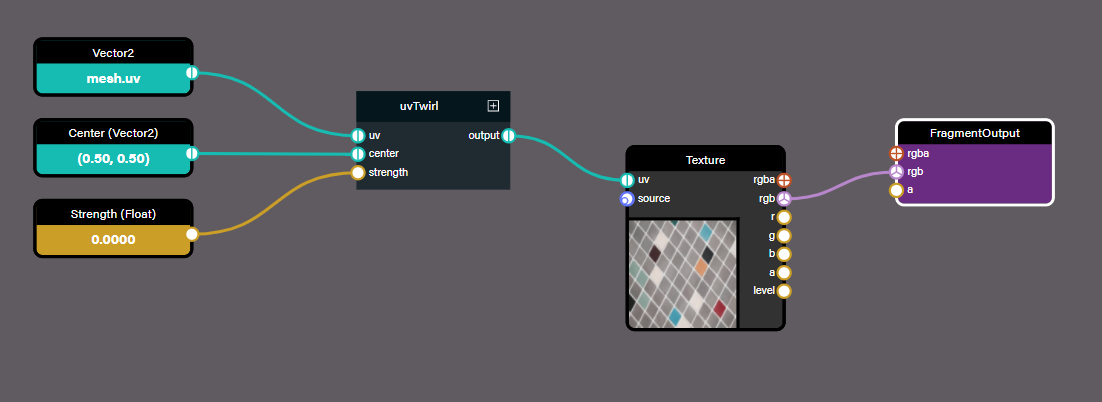 Vector2
mesh.uv
Center (Vector2)
(0.50, 0.50)
Strength (Float)
0.0000
uvTwirl
uv output
center
strength
Texture
uv rgba
source rgb
r
g
b
a
level
FragmentOutput
rgba
rgb
a